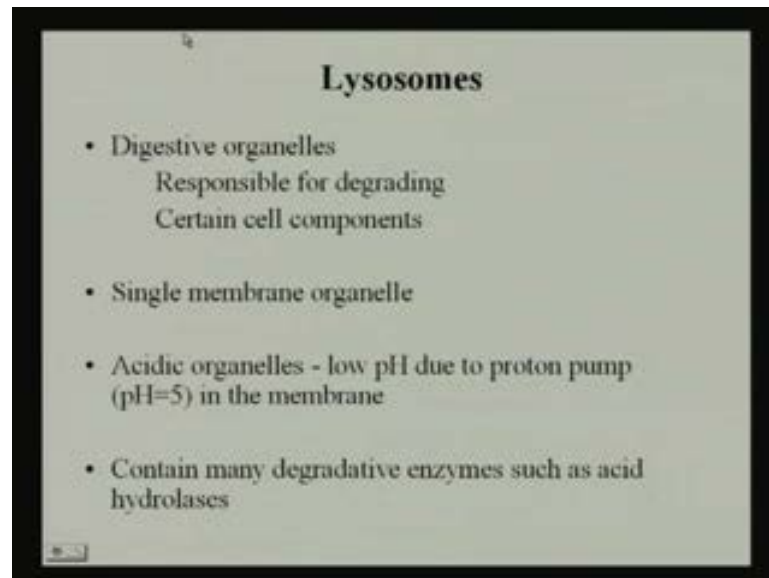 Lysosomes
• Digestive organelles
Responsible for degrading
Certain cell components
• Single membrane organelle
• Acidic organelles - low pH due to proton pump
(pH=5) in the membrane
• Contain many degradative enzymes such as acid
hydrolases